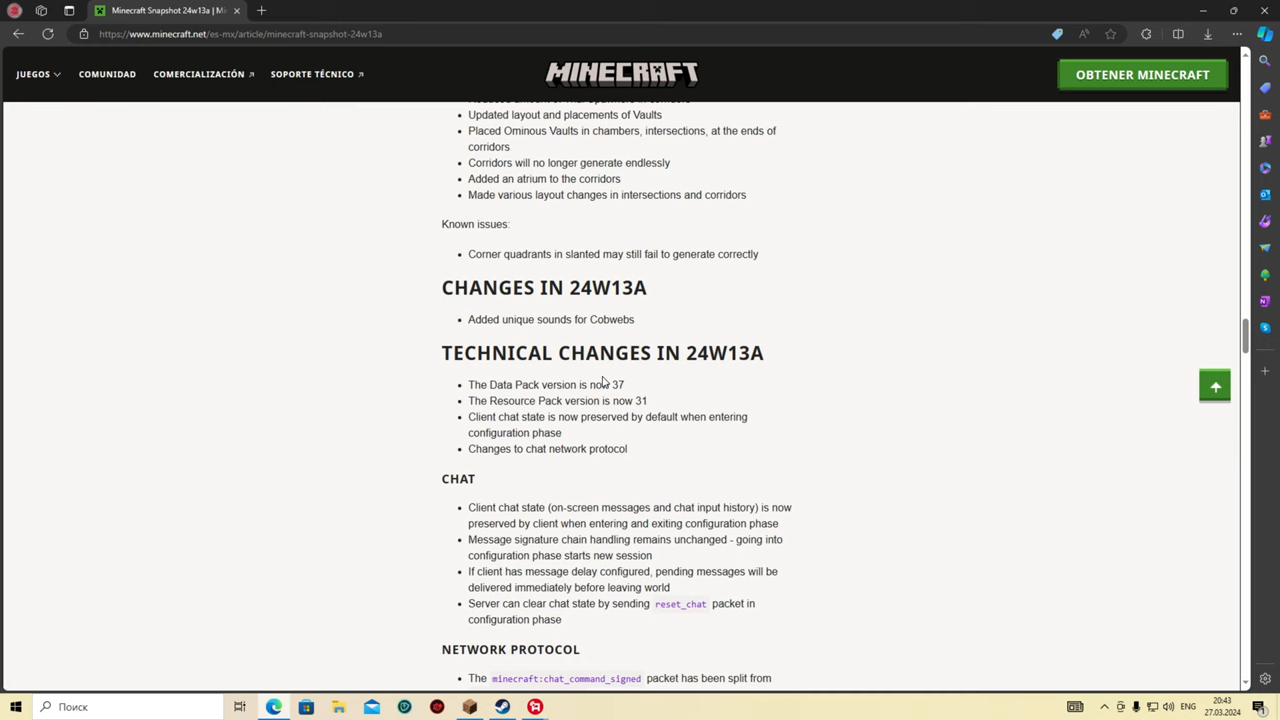 Minecraft Snapshot 24w13a | Mi
https://www.minecraft.net/es-mx/article/minecraft-snapshot-24w13a
JUEGOS
COMUNIDAD
COMERCIALIZACIÓN
SOPORTE TÉCNICO
MINECRAFT
OBTENER MINECRAFT
Updated layout and placements of Vaults
Placed Ominous Vaults in chambers, intersections, at the ends of
corridors
Corridors will no longer generate endlessly
Added an atrium to the corridors
Made various layout changes in intersections and corridors
Known issues:
Corner quadrants in slanted may still fail to generate correctly
CHANGES IN 24W13A
Added unique sounds for Cobwebs
TECHNICAL CHANGES IN 24W13A
The Data Pack version is now 37
The Resource Pack version is now 31
Client chat state is now preserved by default when entering
configuration phase
Changes to chat network protocol
CHAT
Client chat state (on-screen messages and chat input history) is now
preserved by client when entering and exiting configuration phase
Message signature chain handling remains unchanged - going into
configuration phase starts new session
If client has message delay configured, pending messages will be
delivered immediately before leaving world
Server can clear chat state by sending reset_chat packet in
configuration phase
NETWORK PROTOCOL
The minecraft:chat_command_signed packet has been split from
Поиск
ENG
20:43
27.03.2024